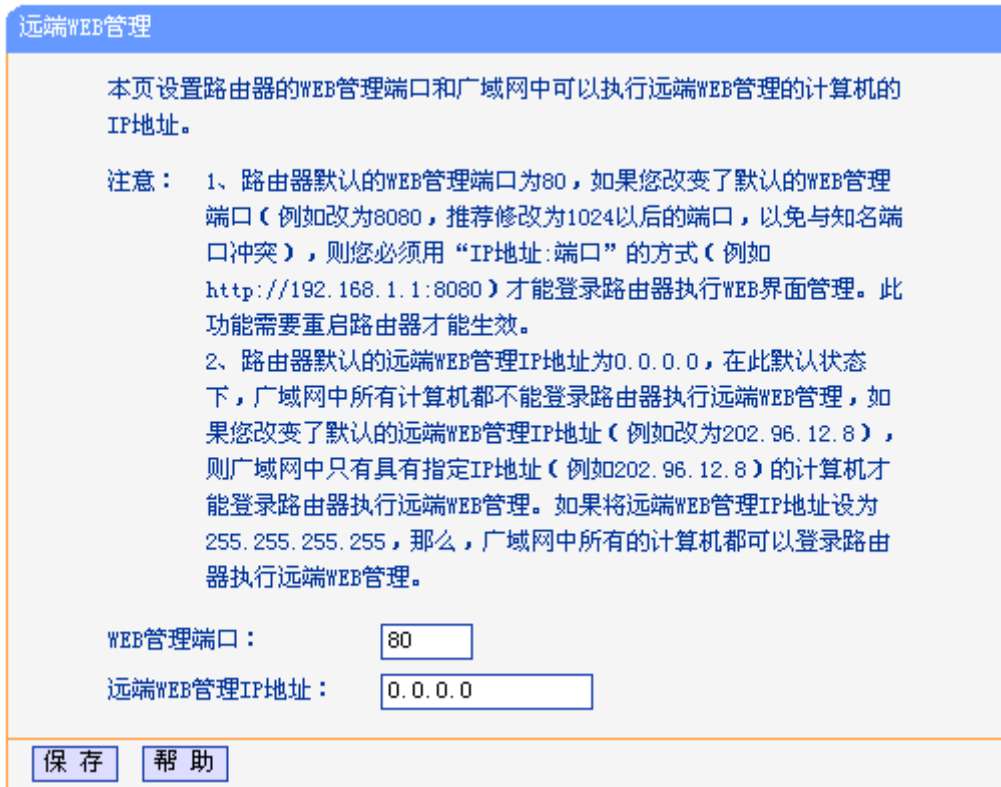 远端WEB管理
本页设置路由器的WEB管理端口和广域网中可以执行远端WEB管理的计算机的
IP地址。
注意： 1、路由器默认的WEB管理端口为80，如果您改变了默认的WEB管理
端口（例如改为8080，推荐修改为1024以后的端口，以免与知名端
口冲突），则您必须用“IP地址:端口”的方式（例如
http://192.168.1.1:8080）才能登录路由器执行WEB界面管理。此
功能需要重启路由器才能生效。
2、路由器默认的远端WEB管理IP地址为0.0.0.0，在此默认状态
下，广域网中所有计算机都不能登录路由器执行远端WEB管理，如
果您改变了默认的远端WEB管理IP地址（例如改为202.96.12.8），
则广域网中只有具有指定IP地址（例如202.96.12.8）的计算机才
能登录路由器执行远端WEB管理。如果将远端WEB管理IP地址设为
255.255.255.255，那么，广域网中所有的计算机都可以登录路由
器执行远端WEB管理。
WEB管理端口： 80
远端WEB管理IP地址： 0.0.0.0
保 存 帮 助